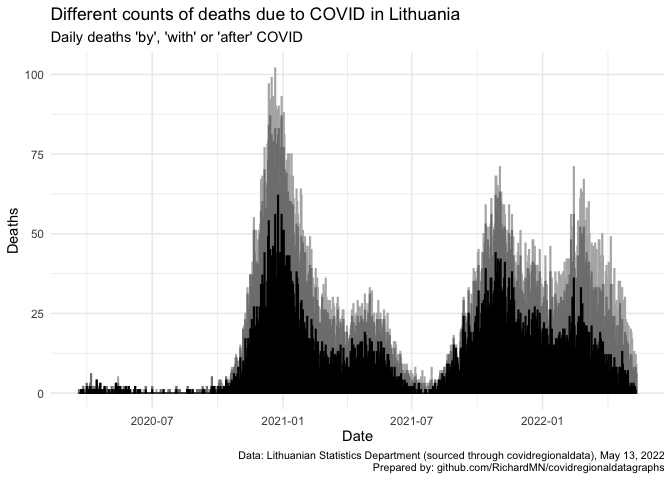 Different counts of deaths due to COVID in Lithuania
Daily deaths 'by', 'with' or 'after' COVID
100
75
50
25
0
Deaths
2020-07
2021-01
2021-07
2022-01
Date
Data: Lithuanian Statistics Department (sourced through covidregionaldata), May 13, 2022
Prepared by: github.com/RichardMN/covidregionaldatagraphs